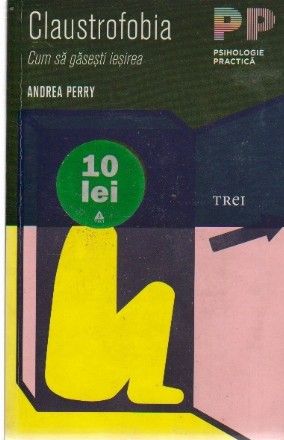 Claustrofobia
Cum să găsești ieșirea
ANDREA PERRY
PP
PSIHOLOGIE
PRACTICĂ
10
lei
TREI